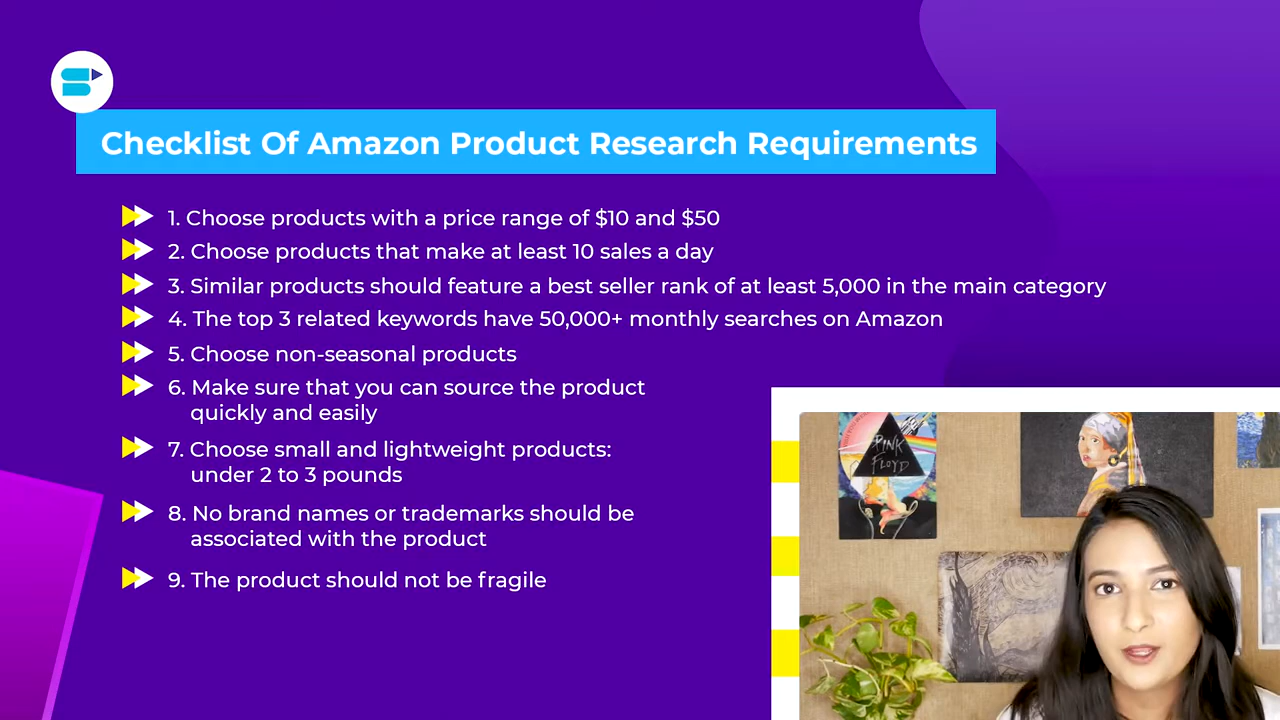 Checklist Of Amazon Product Research Requirements
1. Choose products with a price range of $10 and $50
2. Choose products that make at least 10 sales a day
3. Similar products should feature a best seller rank of at least 5,000 in the main category
4. The top 3 related keywords have 50,000+ monthly searches on Amazon
5. Choose non-seasonal products
6. Make sure that you can source the product
quickly and easily
7. Choose small and lightweight products:
under 2 to 3 pounds
8. No brand names or trademarks should be
associated with the product
9. The product should not be fragile
PINK
FLOYD